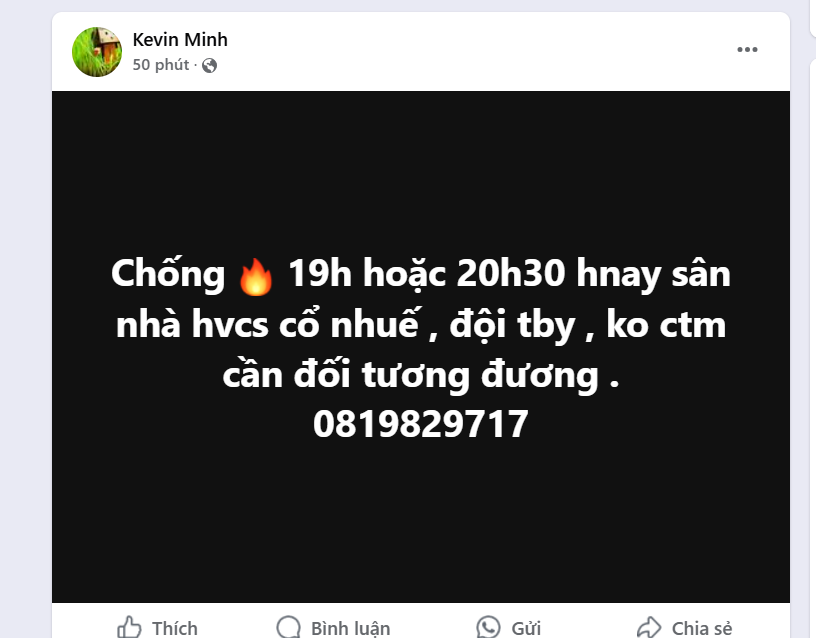 Kevin Minh
50 phút ·
Chống 🔥 19h hoặc 20h30 hnay sân
nhà hvcs cổ nhuế , đội tby , ko ctm
cần đối tương đương .
0819829717
Thích
Bình luận
Gửi
Chia sẻ